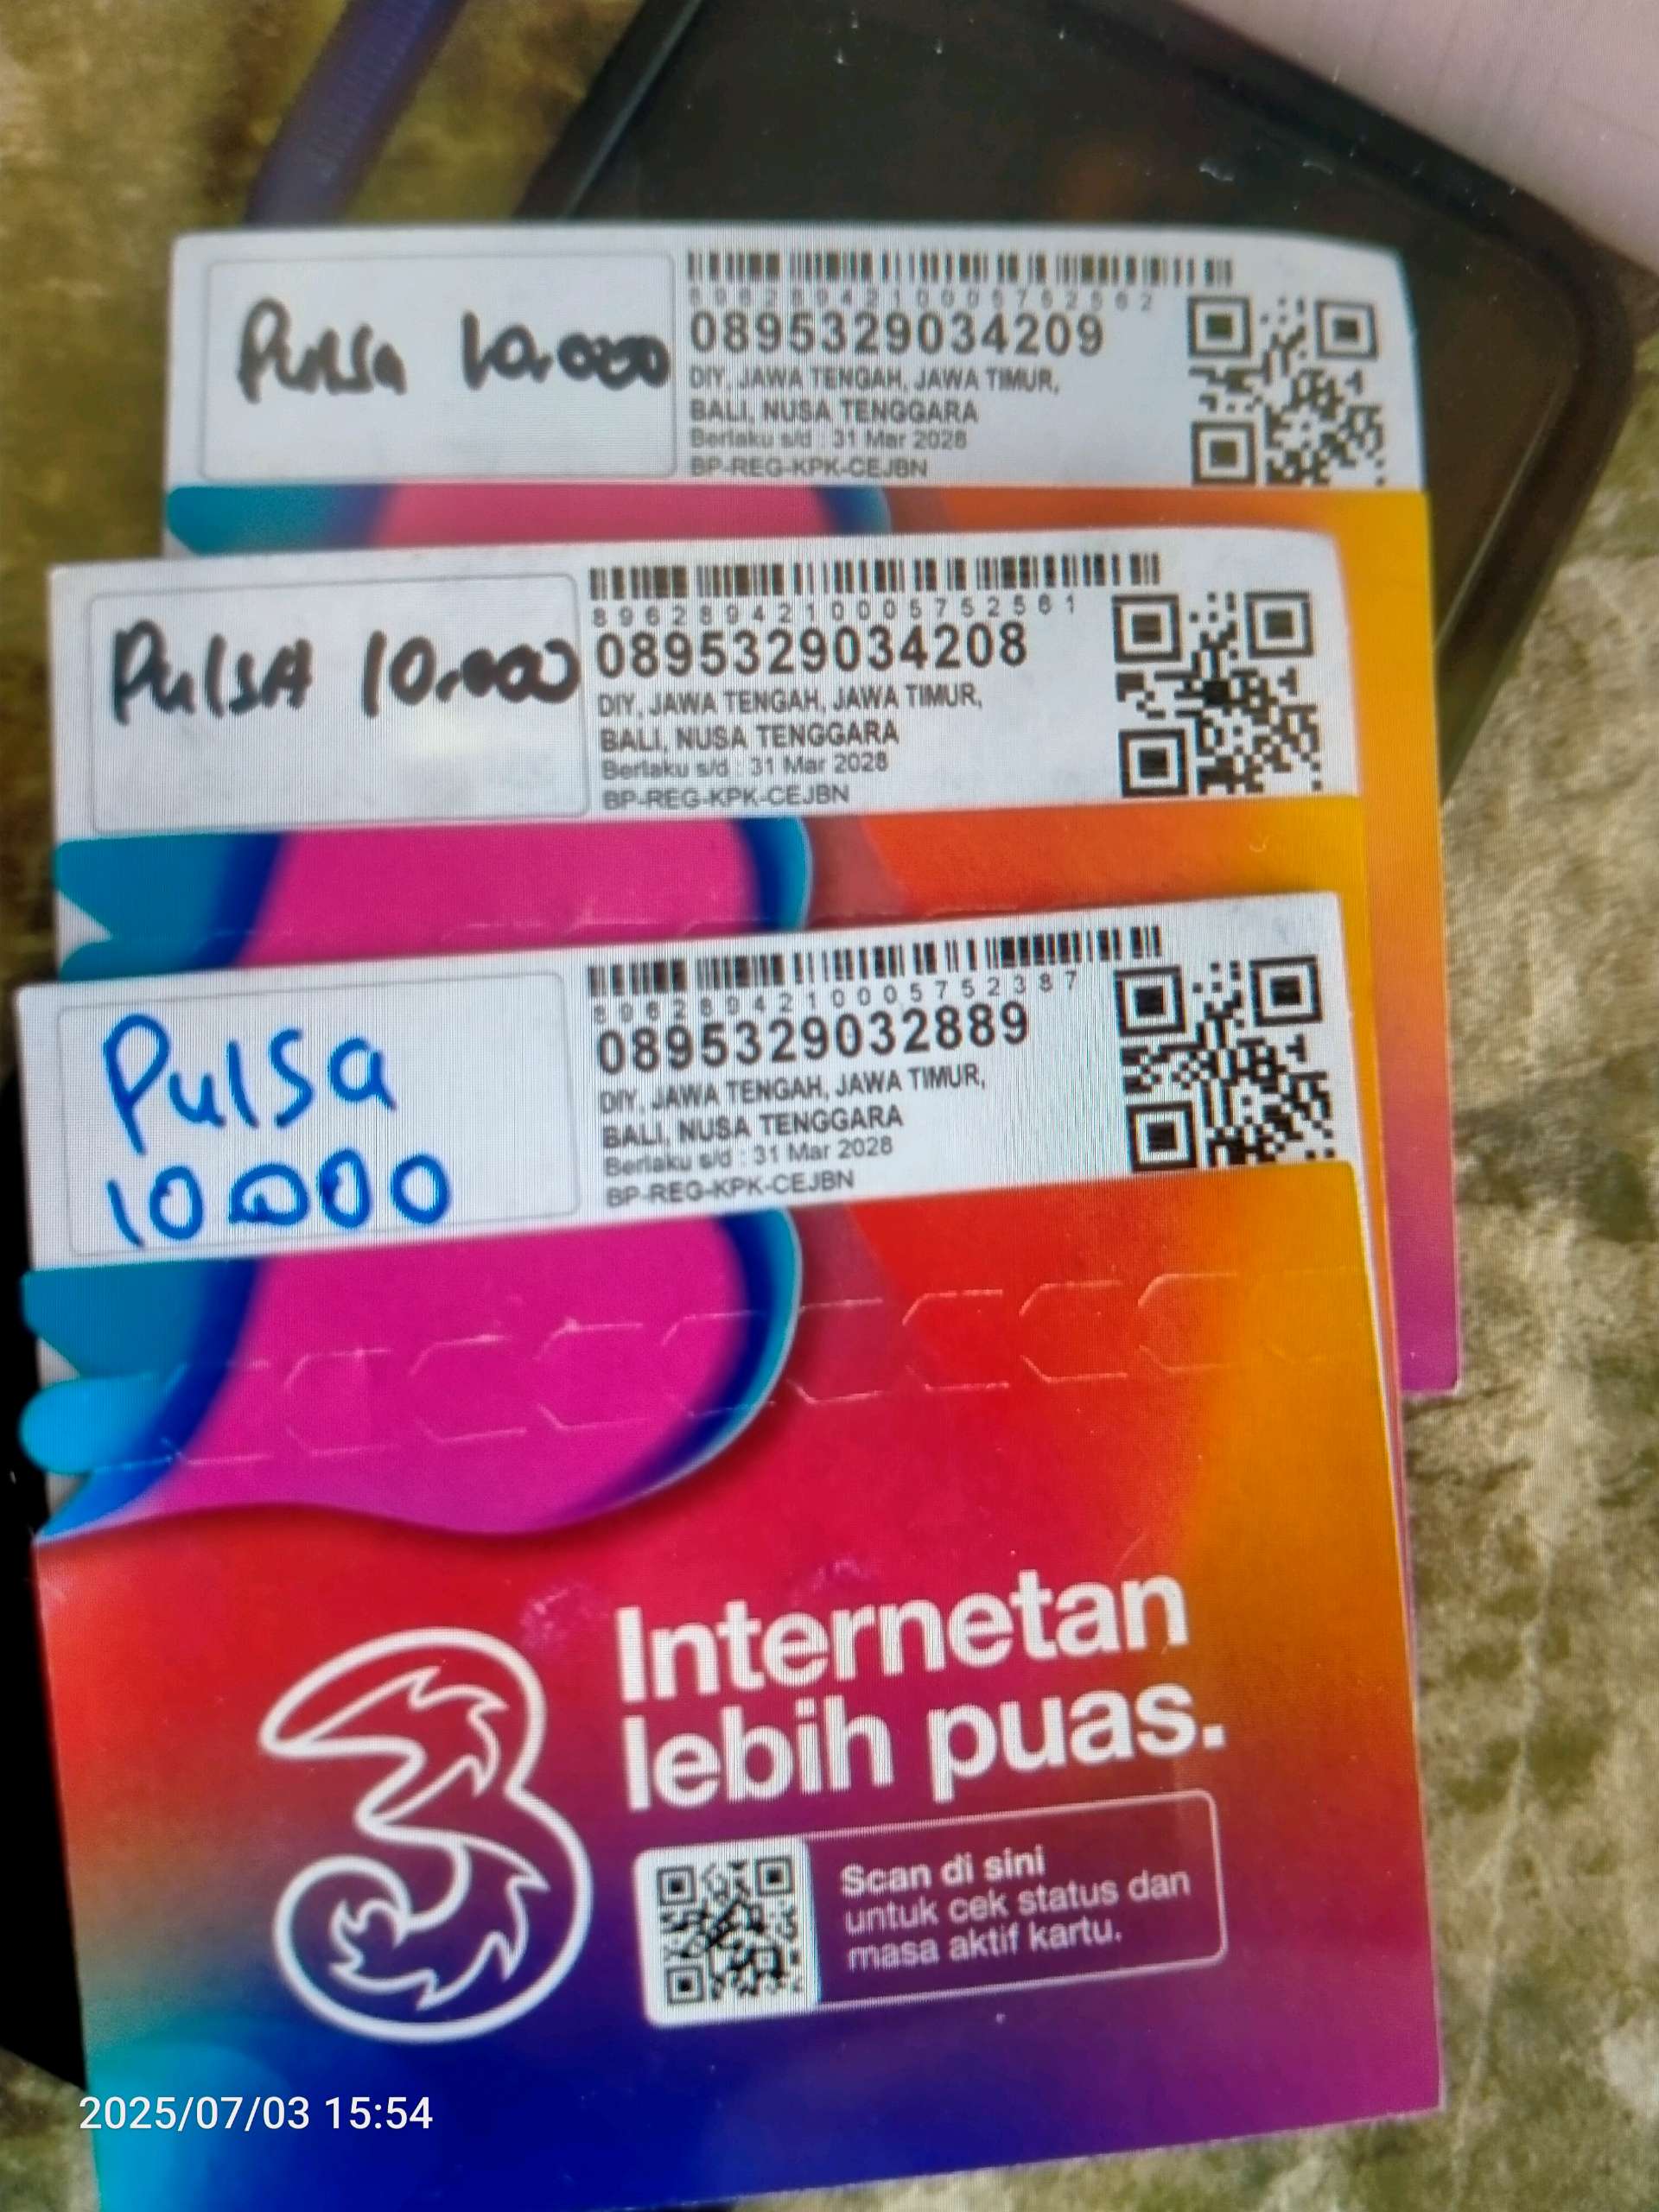 Pulsa 10.000
8962894210005752562
0895329034209
DIY, JAWA TENGAH, JAWA TIMUR,
BALI, NUSA TENGGARA
Berlaku s/d : 31 Mar 2028
BP-REG-KPK-CEJBN
PulSA 10.000
8962894210005752561
0895329034208
DIY, JAWA TENGAH, JAWA TIMUR,
BALI, NUSA TENGGARA
Berlaku s/d : 31 Mar 2028
BP-REG-KPK-CEJBN
Pulsa
10.000
8962894210005752387
0895329032889
DIY, JAWA TENGAH, JAWA TIMUR,
BALI, NUSA TENGGARA
Berlaku s/d : 31 Mar 2028
BP-REG-KPK-CEJBN
3
Internetan
lebih puas.
Scan di sini
untuk cek status dan
masa aktif kartu.
2025/07/03 15:54